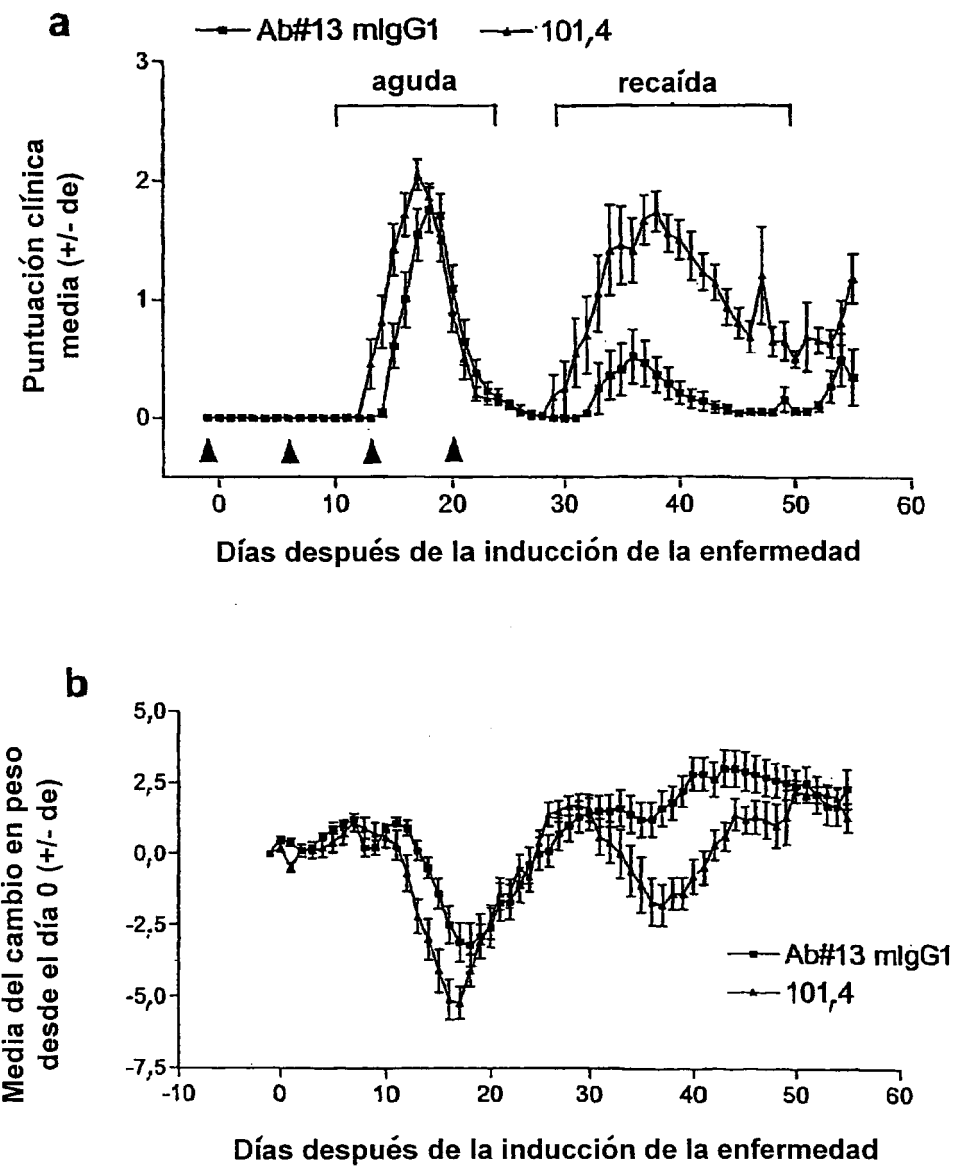 a
Ab#13 mIgG1 101,4
aguda recaída
3
2
1
0
Puntuación clínica
media (+/- de)
0 10 20 30 40 50 60
Días después de la inducción de la enfermedad
b
5,0
2,5
0,0
-2,5
-5,0
-7,5
Media del cambio en peso
desde el día 0 (+/- de)
Ab#13 mIgG1
101,4
-10 0 10 20 30 40 50 60
Días después de la inducción de la enfermedad